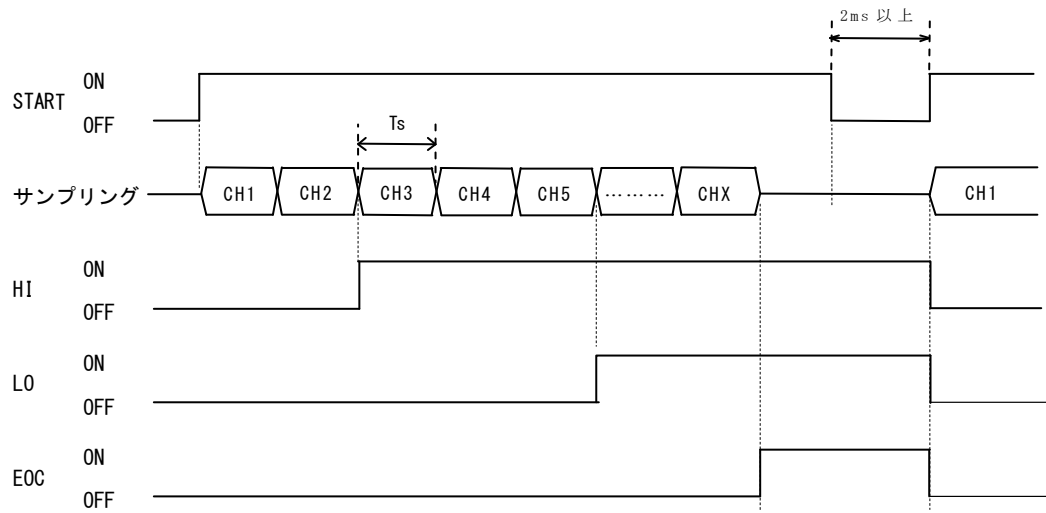 2ms 以上
ON
START
OFF
Ts
サンプリング CH1 CH2 CH3 CH4 CH5 ……… CHX CH1
ON
HI
OFF
ON
LO
OFF
ON
EOC
OFF